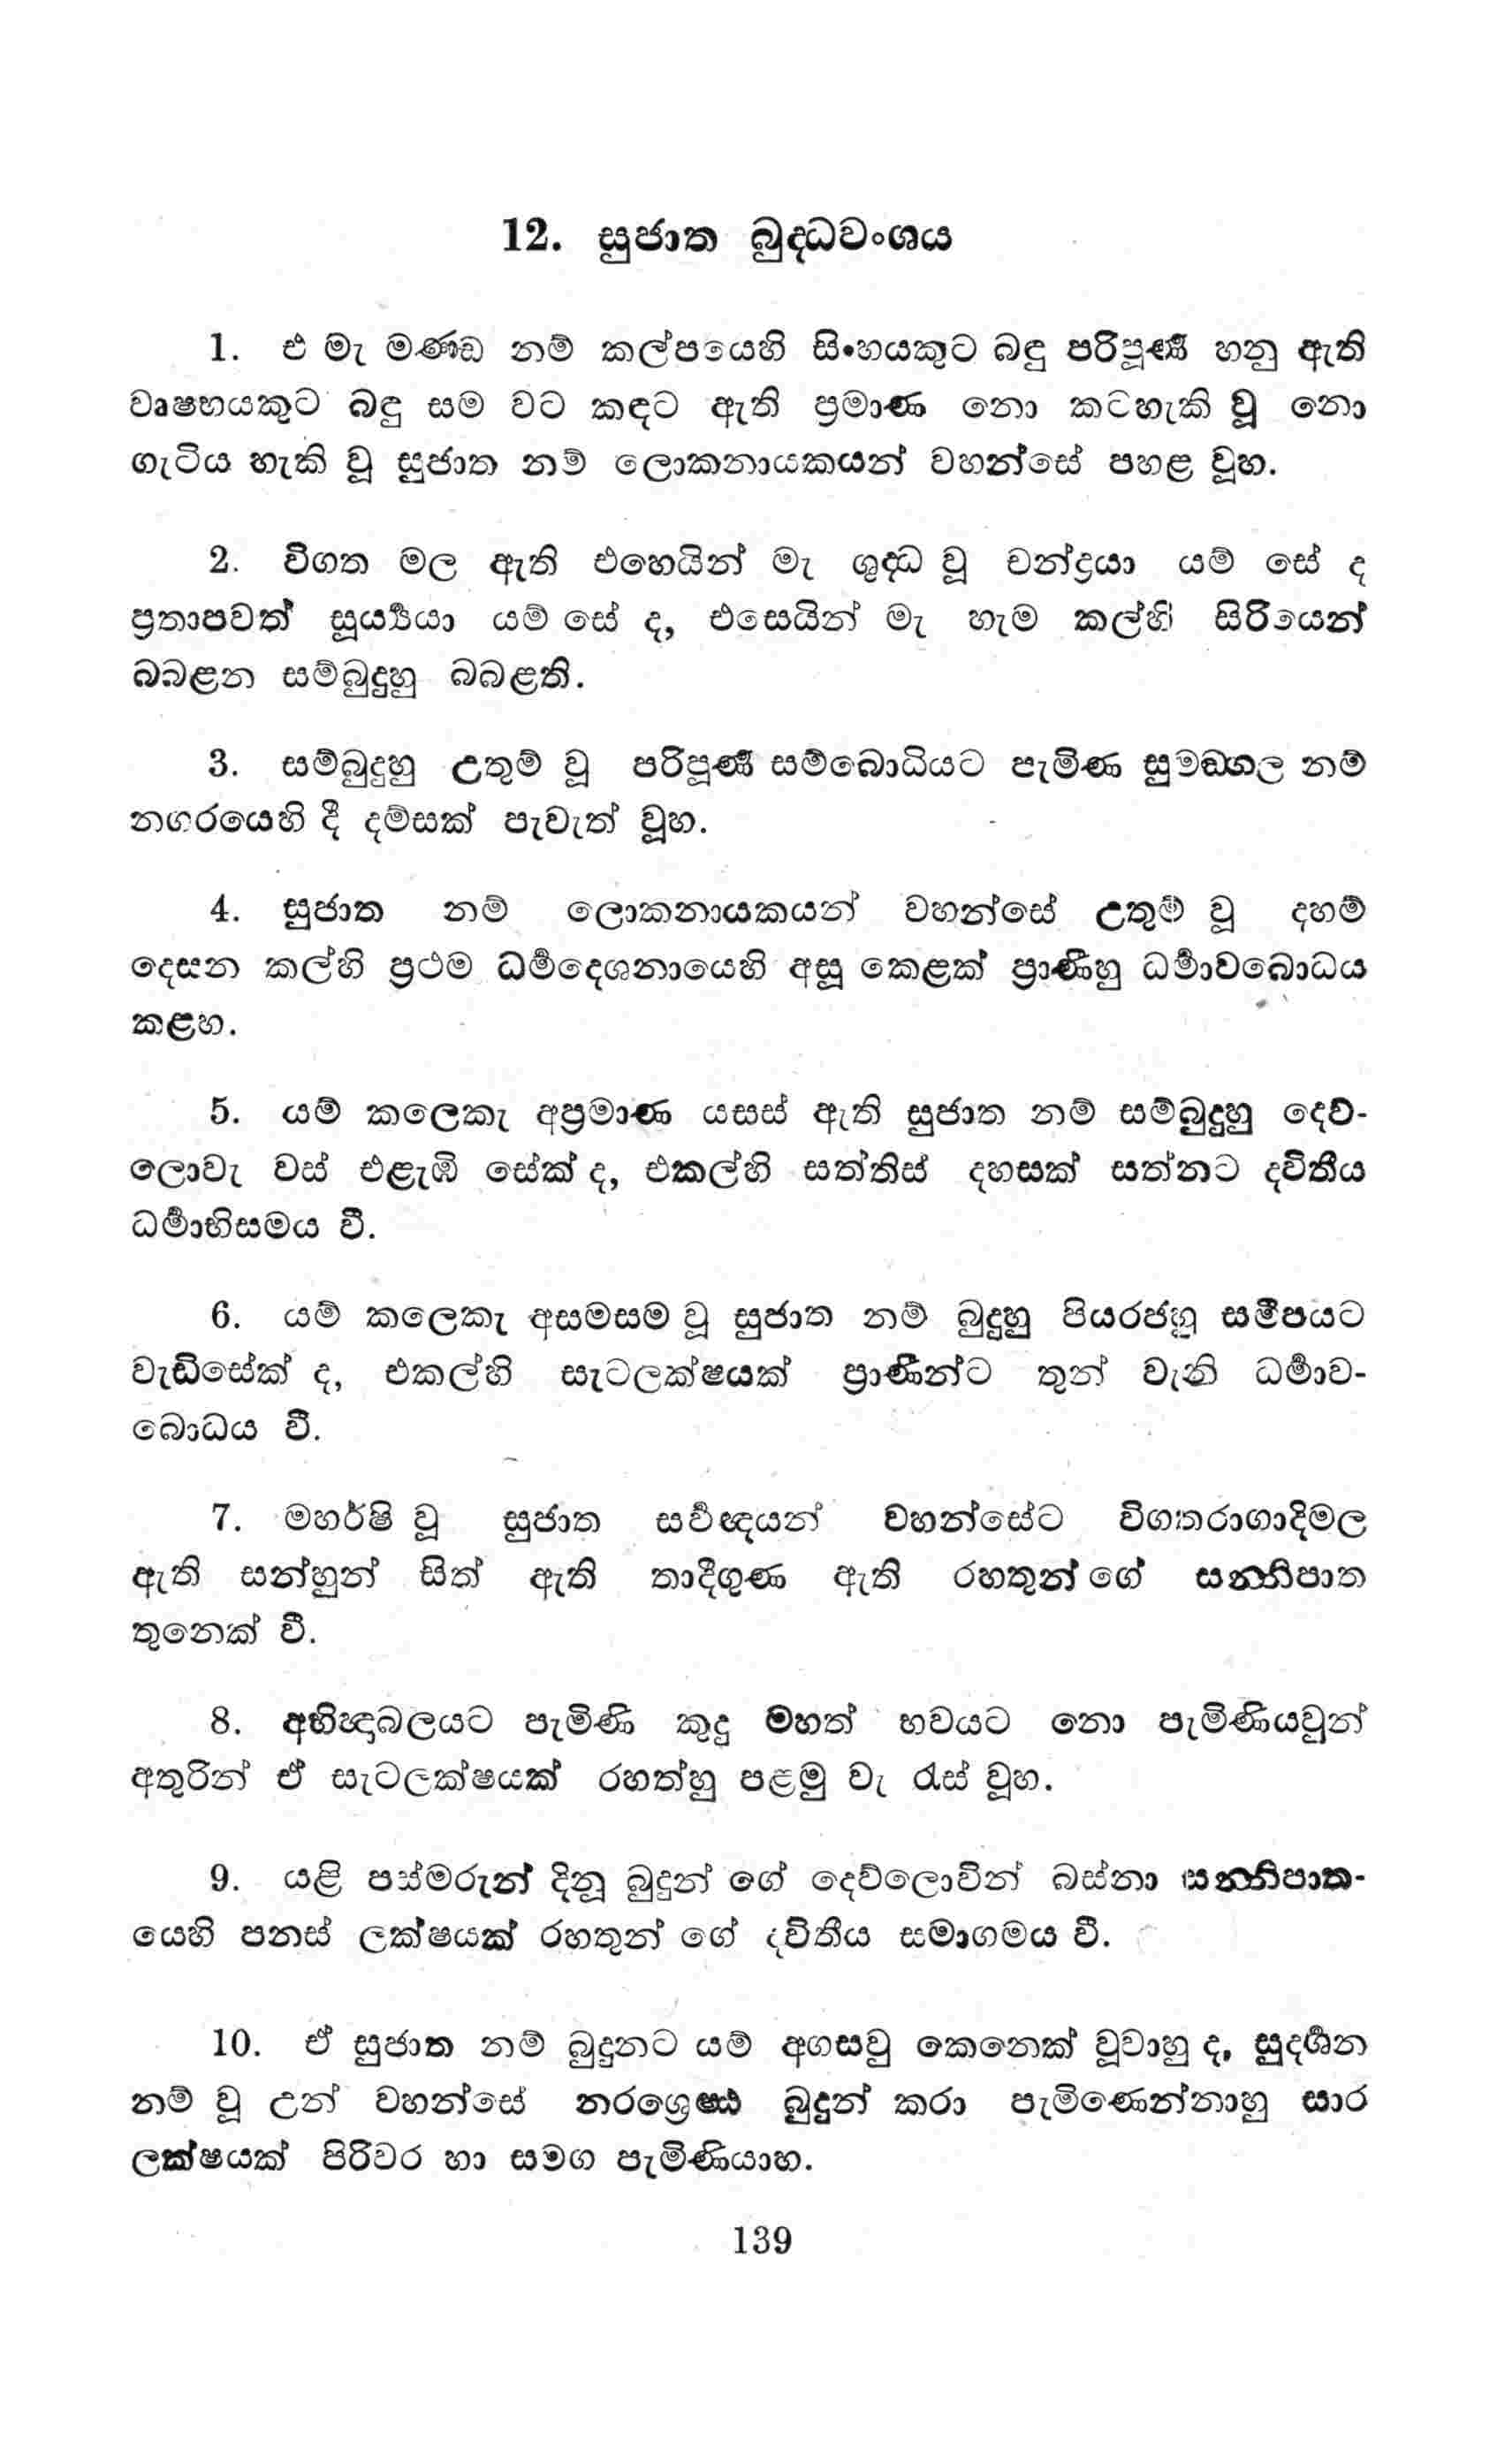 12. සුජාත බුද්ධවංශය
1. එ මැ මණ්ඩ නම් කල්පයෙහි සිංහයකුට බඳු පරිපූර්ණ හනු ඇති
වෘෂභයකුට බඳු සම වට කඳට ඇති ප්‍රමාණ නො කටහැකි වූ නො
ගැටිය හැකි වූ සුජාත නම් ලොකනායකයන් වහන්සේ පහළ වූහ.
2. විගත මල ඇති එහෙයින් මැ ශුද්ධ වූ චන්ද්‍රයා යම් සේ ද
ප්‍රතාපවත් සූර්‍ය්‍යයා යම් සේ ද, එසෙයින් මැ හැම කල්හි සිරියෙන්
බබළන සම්බුදුහු බබළති.
3. සම්බුදුහු උතුම් වූ පරිපූර්ණ සම්බොධියට පැමිණ සුමඞ්ගල නම්
නගරයෙහි දී දම්සක් පැවැත් වූහ.
4. සුජාත නම් ලොකනායකයන් වහන්සේ උතුම් වූ දහම්
දෙසන කල්හි ප්‍රථම ධර්මදෙශනායෙහි අසූ කෙළක් ප්‍රාණීහු ධර්මාවබොධය
කළහ.
5. යම් කලෙකැ අප්‍රමාණ යසස් ඇති සුජාත නම් සම්බුදුහු දෙව්-
ලොවැ වස් එළැඹි සේක් ද, එකල්හි සත්තිස් දහසක් සත්නට ද්විතීය
ධර්මාභිසමය වී.
6. යම් කලෙකැ අසමසම වූ සුජාත නම් බුදුහු පියරජහු සමීපයට
වැඩිසේක් ද, එකල්හි සැටලක්ෂයක් ප්‍රාණීන්ට තුන් වැනි ධර්මාව-
බොධය වී.
7. මහර්ෂි වූ සුජාත සර්වඥයන් වහන්සේට විගතරාගාදිමල
ඇති සන්හුන් සිත් ඇති තාදීගුණ ඇති රහතුන් ගේ සන්නිපාත
තුනෙක් වී.
8. අභිඥාබලයට පැමිණි කුදු මහත් භවයට නො පැමිණියවුන්
අතුරින් ඒ සැටලක්ෂයක් රහත්හු පළමු වැ රැස් වූහ.
9. යළි පස්මරුන් දිනූ බුදුන් ගේ දෙව්ලොවින් බස්නා සන්නිපාත-
යෙහි පනස් ලක්ෂයක් රහතුන් ගේ ද්විතීය සමාගමය වී.
10. ඒ සුජාත නම් බුදුනට යම් අගසවු කෙනෙක් වූවාහු ද, සුදර්ශන
නම් වූ උන් වහන්සේ නරශ්‍රෙෂ්ඨ බුදුන් කරා පැමිණෙන්නාහු සාර
ලක්ෂයක් පිරිවර හා සමග පැමිණියාහ.
139